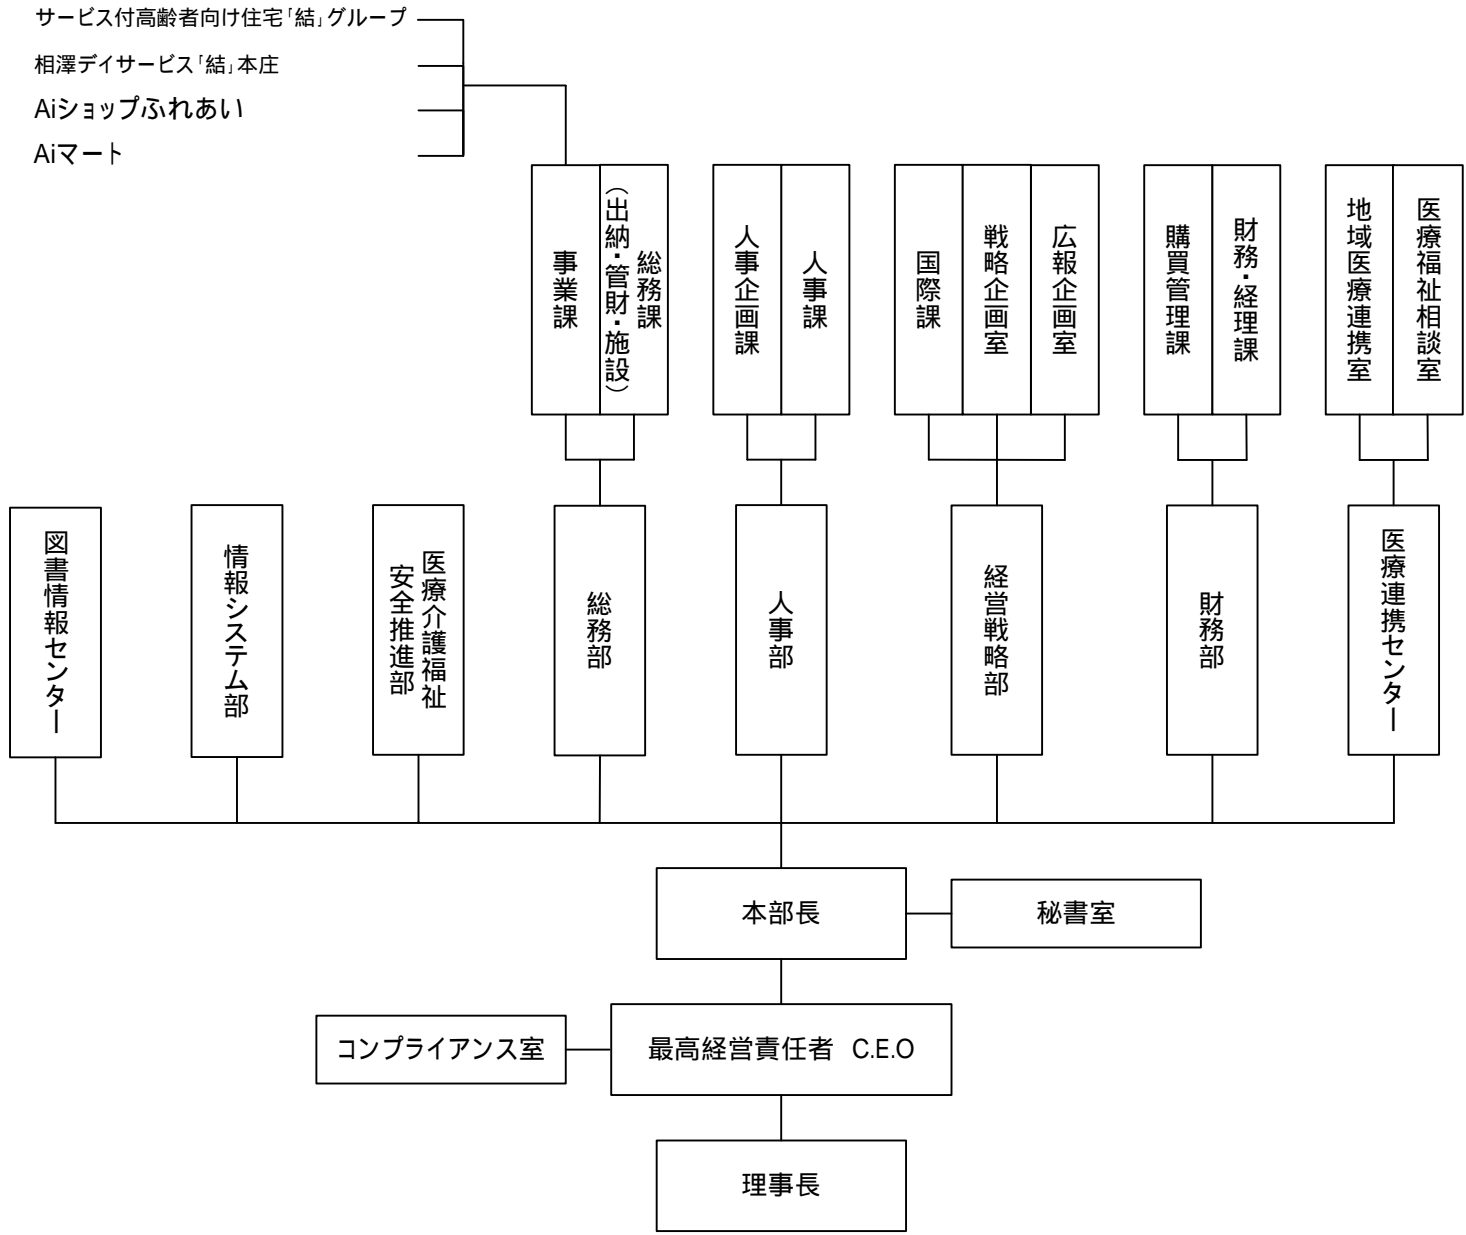 サービス付高齢者向け住宅「結」グループ
相澤デイサービス「結」本庄
Aiショップふれあい
Aiマート
事業課
総務課
（出納・管財・施設）
人事企画課
人事課
国際課
戦略企画室
広報企画室
購買管理課
財務・経理課
地域医療連携室
医療福祉相談室
図書情報センター
情報システム部
医療介護福祉
安全推進部
総務部
人事部
経営戦略部
財務部
医療連携センター
本部長
秘書室
コンプライアンス室
最高経営責任者 C.E.O
理事長